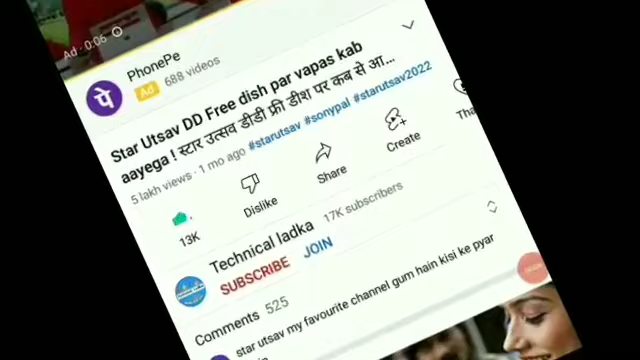 Ad · 0:06
PhonePe
Ad 688 videos
Star Utsav DD Free dish par vapas kab
aayega ! स्टार उत्सव डीडी फ्री डीश पर कब से आ...
5 lakh views · 1 mo ago #starutsav #sonypal #starutsav2022
13K
Dislike
Share
Create
Tha
Technical ladka 17K subscribers
SUBSCRIBE JOIN
Comments 525
star utsav my favourite channel gum hain kisi ke pyar